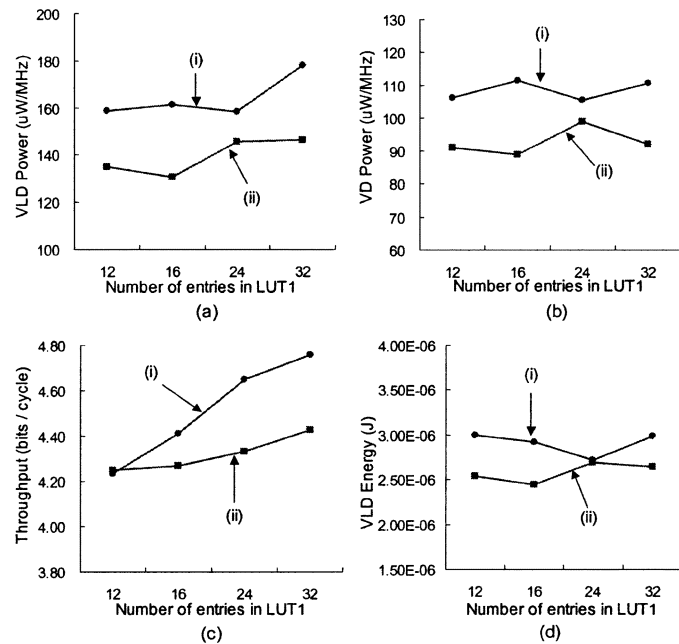 200
180
160
140
120
100
VLD Power (uW/MHz)
(i)
(ii)
12 16 24 32
Number of entries in LUT1
(a)
130
120
110
100
90
80
70
60
VD Power (uW/MHz)
(i)
(ii)
12 16 24 32
Number of entries in LUT1
(b)
4.80
4.60
4.40
4.20
4.00
3.80
Throughput (bits / cycle)
(i)
(ii)
12 16 24 32
Number of entries in LUT1
(c)
4.00E-06
3.50E-06
3.00E-06
2.50E-06
2.00E-06
1.50E-06
VLD Energy (J)
(i)
(ii)
12 16 24 32
Number of entries in LUT1
(d)